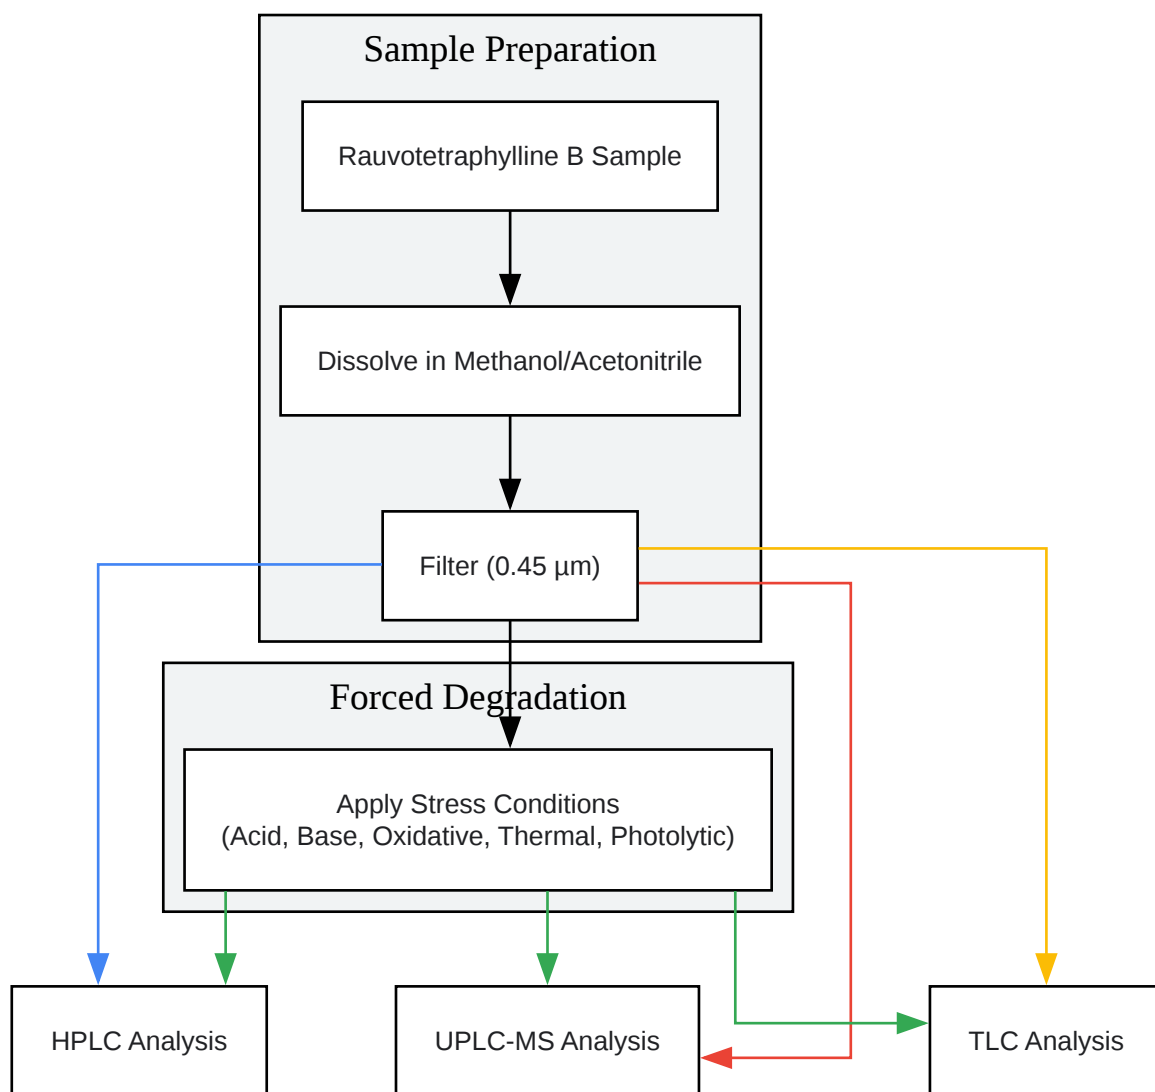 Sample Preparation
Rauvotetraphylline B Sample
Dissolve in Methanol/Acetonitrile
Filter (0.45 µm)
Forced Degradation
Apply Stress Conditions
(Acid, Base, Oxidative, Thermal, Photolytic)
HPLC Analysis
UPLC-MS Analysis
TLC Analysis